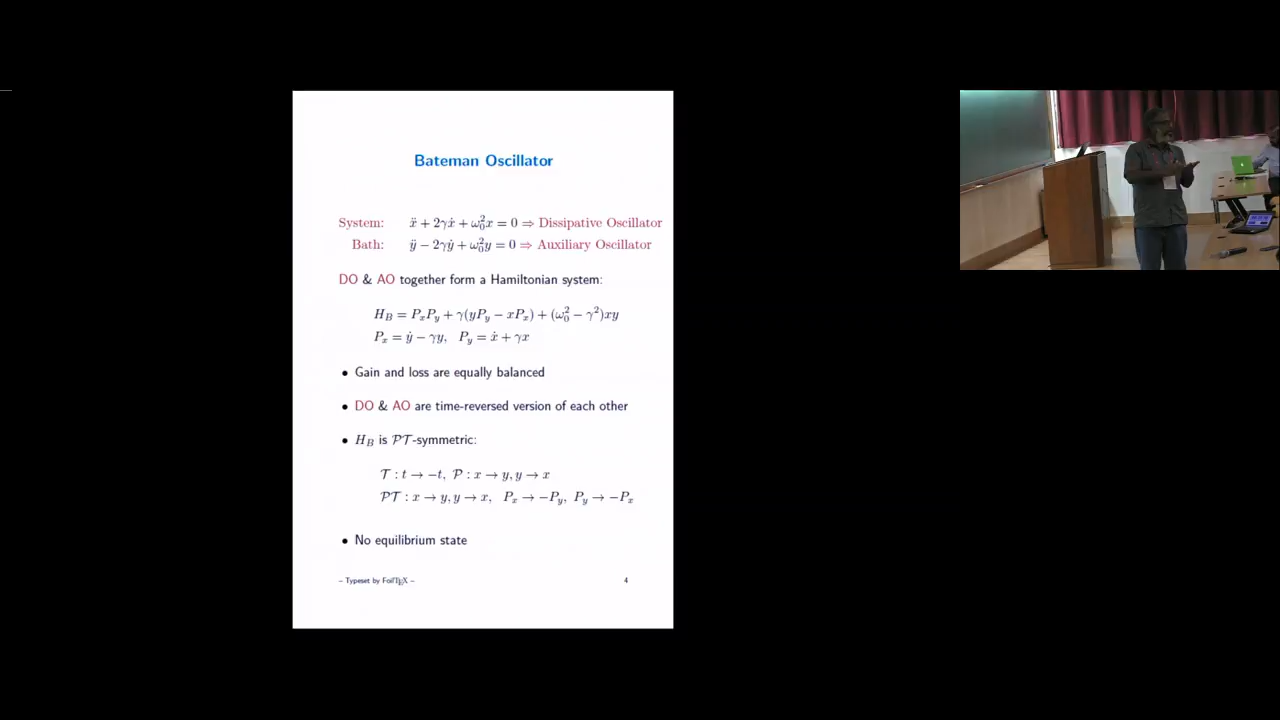 Bateman Oscillator
System: ẍ + 2γẋ + ω₀²x = 0 ⇒ Dissipative Oscillator
Bath: ÿ − 2γẏ + ω₀²y = 0 ⇒ Auxiliary Oscillator
DO & AO together form a Hamiltonian system:
H_B = P_xP_y + γ(yP_y − xP_x) + (ω₀² − γ²)xy
P_x = ẏ − γy, P_y = ẋ + γx
• Gain and loss are equally balanced
• DO & AO are time-reversed version of each other
• H_B is 𝒫𝒯-symmetric:
𝒯 : t → −t, 𝒫 : x → y, y → x
𝒫𝒯 : x → y, y → x, P_x → −P_y, P_y → −P_x
• No equilibrium state
– Typeset by FoilTEX – 4